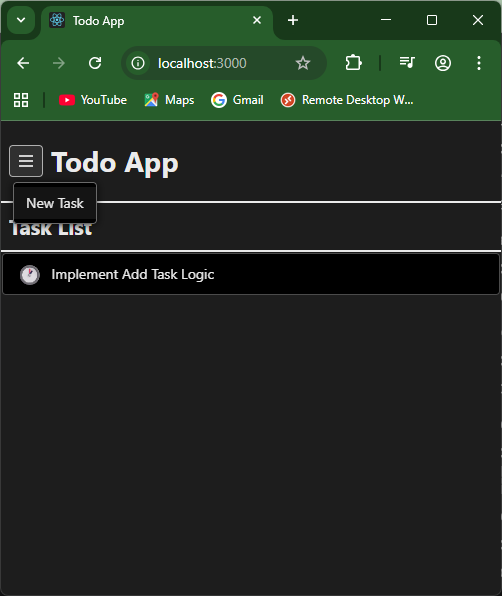 Todo App
localhost:3000
YouTube
Maps
Gmail
Remote Desktop W...
Todo App
New Task
Task List
Implement Add Task Logic